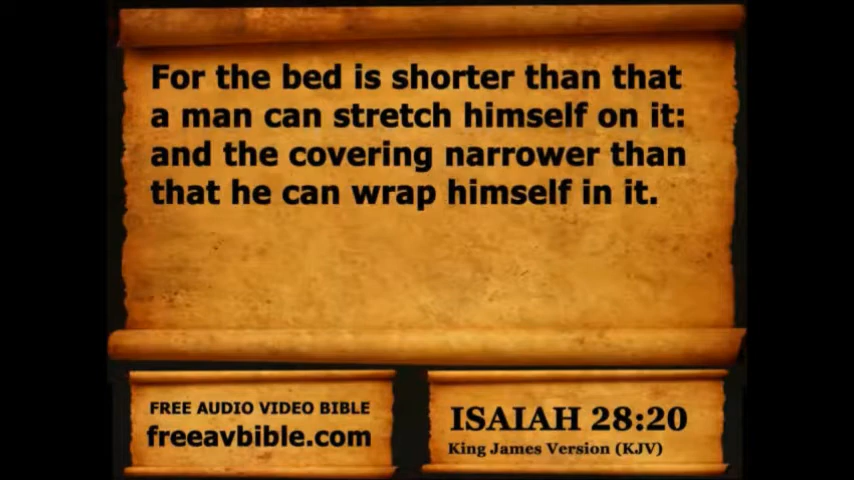 For the bed is shorter than that
a man can stretch himself on it:
and the covering narrower than
that he can wrap himself in it.
FREE AUDIO VIDEO BIBLE
freeavbible.com
ISAIAH 28:20
King James Version (KJV)